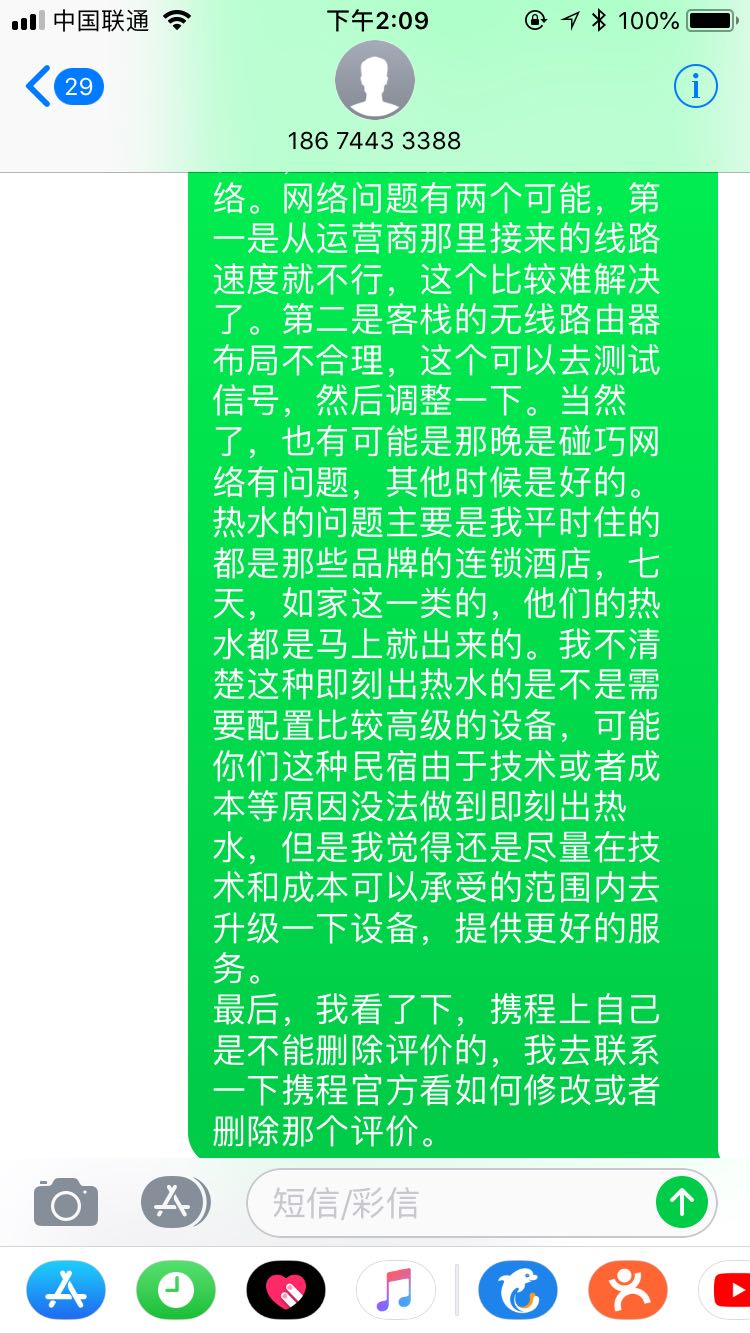 中国联通
下午2:09
100%
29
186 7443 3388
络。网络问题有两个可能，第
一是从运营商那里接来的线路
速度就不行，这个比较难解决
了。第二是客栈的无线路由器
布局不合理，这个可以去测试
信号，然后调整一下。当然
了，也有可能是那晚是碰巧网
络有问题，其他时候是好的。
热水的问题主要是我平时住的
都是那些品牌的连锁酒店，七
天，如家这一类的，他们的热
水都是马上就出来的。我不清
楚这种即刻出热水的是不是需
要配置比较高级的设备，可能
你们这种民宿由于技术或者成
本等原因没法做到即刻出热
水，但是我觉得还是尽量在技
术和成本可以承受的范围内去
升级一下设备，提供更好的服
务。
最后，我看了下，携程上自己
是不能删除评价的，我去联系
一下携程官方看如何修改或者
删除那个评价。
短信/彩信